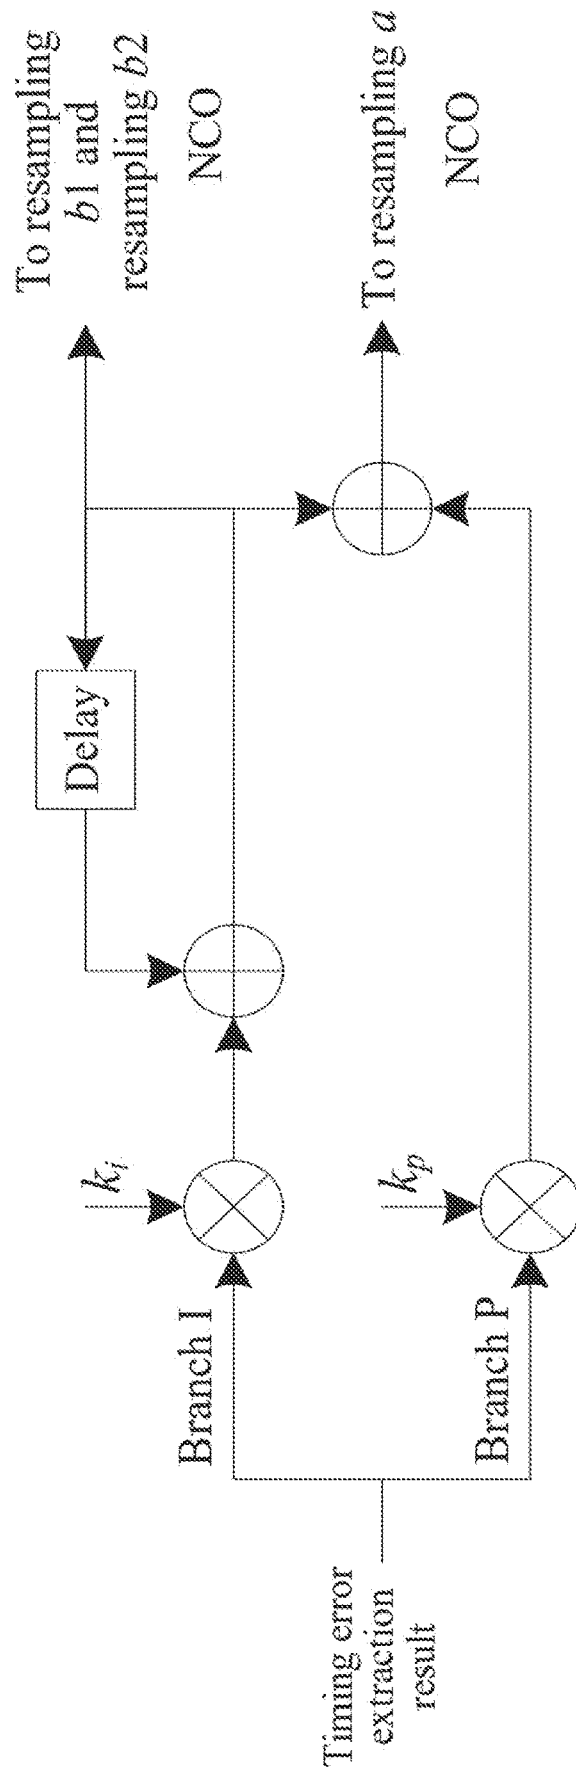 Timing error
extraction
result
Branch I
k_i
Delay
To resampling
b1 and
resampling b2
NCO
Branch P
k_p
To resampling a
NCO